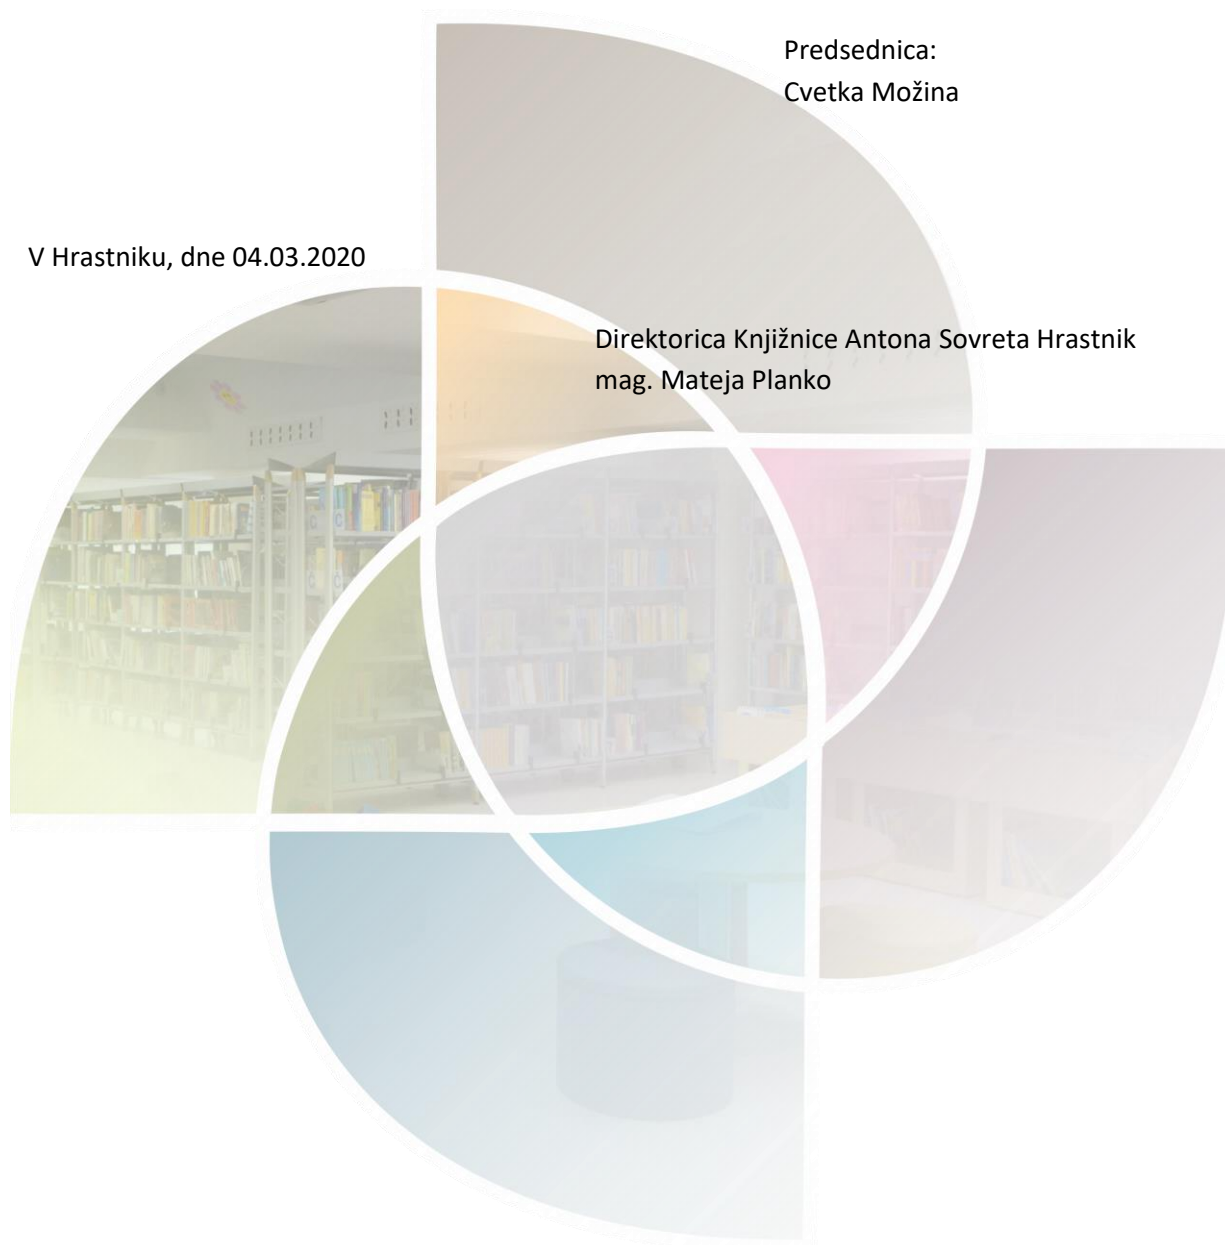 Predsednica:
Cvetka Možina
V Hrastniku, dne 04.03.2020
Direktorica Knjižnice Antona Sovreta Hrastnik
mag. Mateja Planko